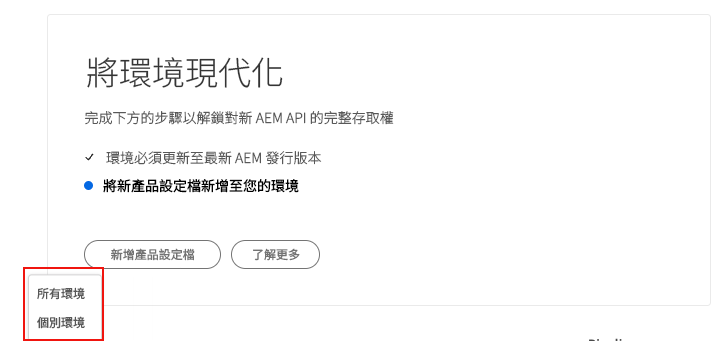 將環境現代化
完成下方的步驟以解鎖對新 AEM API 的完整存取權
環境必須更新至最新 AEM 發行版本
將新產品設定檔新增至您的環境
新增產品設定檔 了解更多
所有環境
個別環境